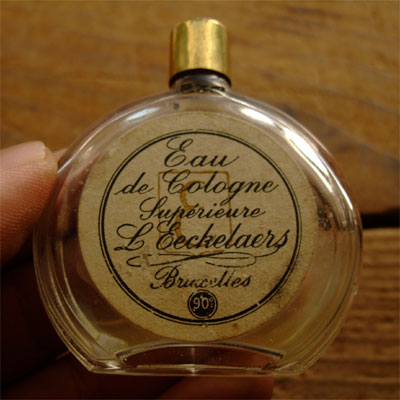 Eau
de Cologne
Supérieure
L. Eeckelaers
Bruxelles
90°